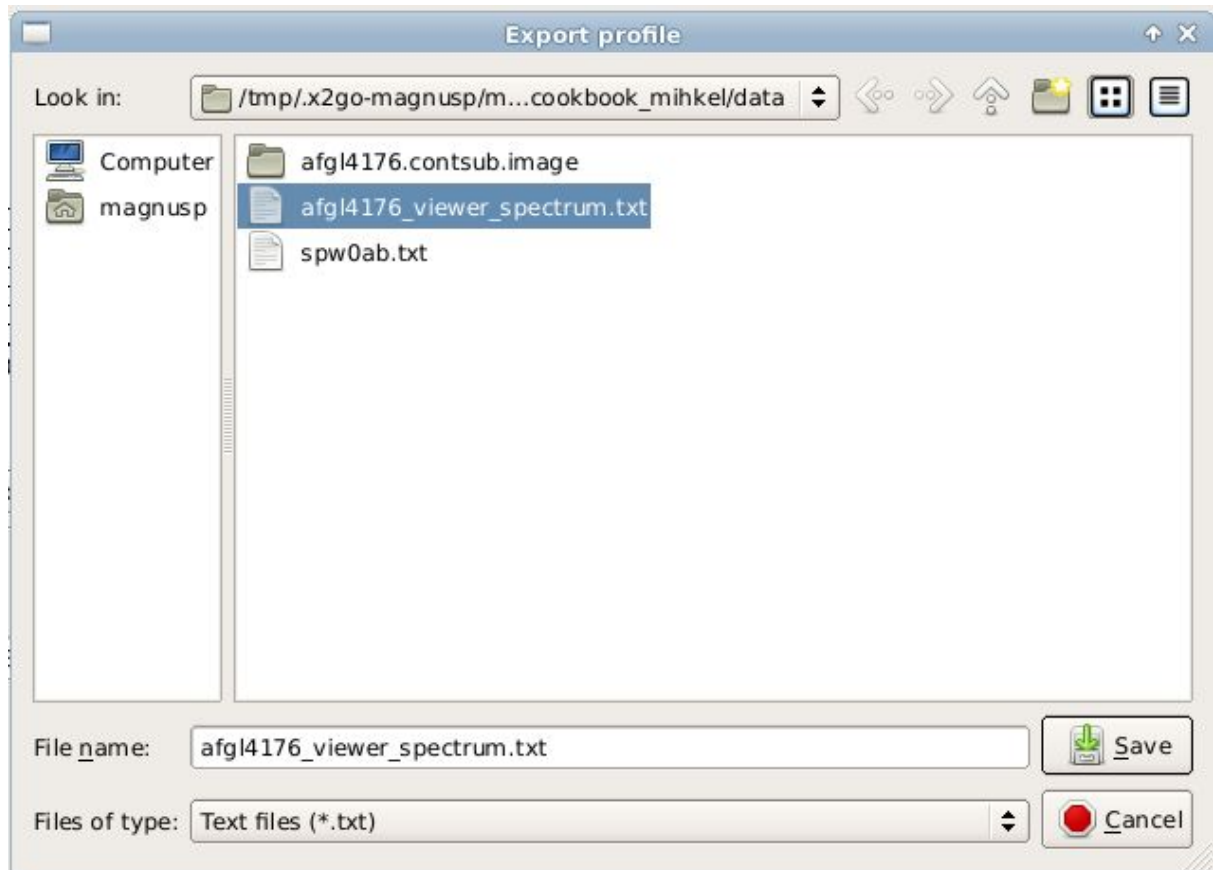 Export profile
Look in: /tmp/.x2go-magnusp/m...cookbook_mihkel/data
Computer
magnusp
afgl4176.contsub.image
afgl4176_viewer_spectrum.txt
spw0ab.txt
File name: afgl4176_viewer_spectrum.txt Save
Files of type: Text files (*.txt) Cancel